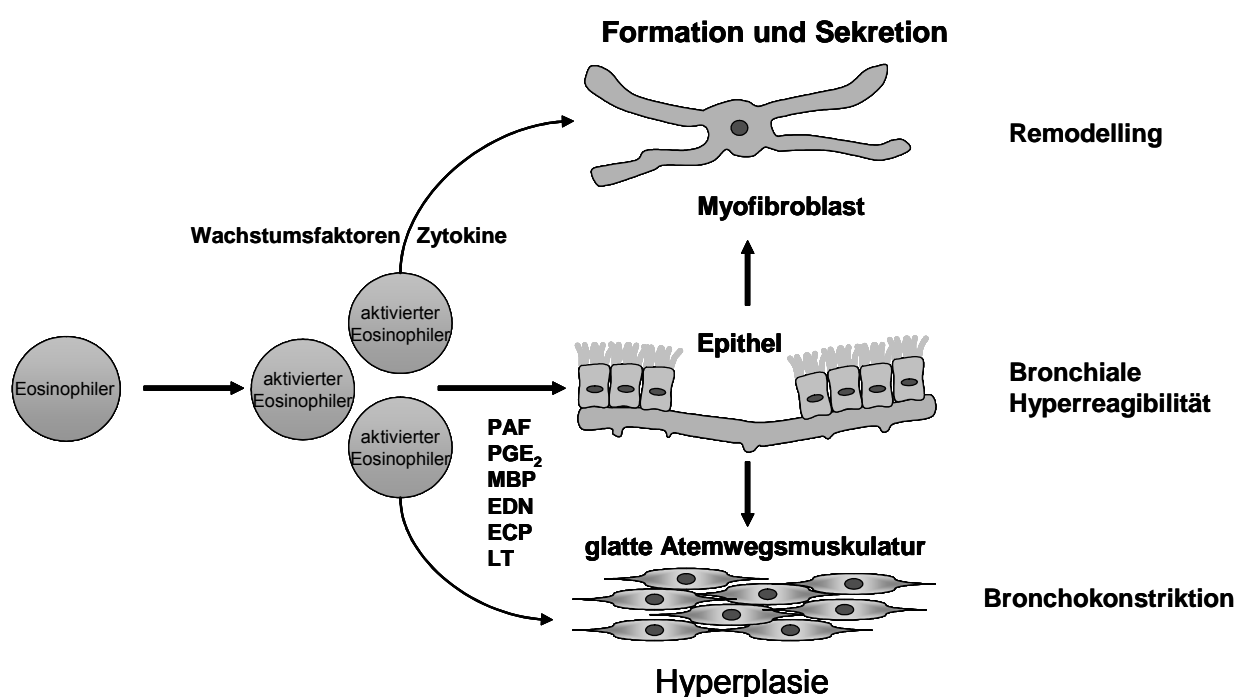 Formation und Sekretion
Remodelling
Myofibroblast
Wachstumsfaktoren
Zytokine
aktivierter
Eosinophiler
Eosinophiler
aktivierter
Eosinophiler
aktivierter
Eosinophiler
Epithel
Bronchiale
Hyperreagibilität
PAF
PGE₂
MBP
EDN
ECP
LT
glatte Atemwegsmuskulatur
Bronchokonstriktion
Hyperplasie